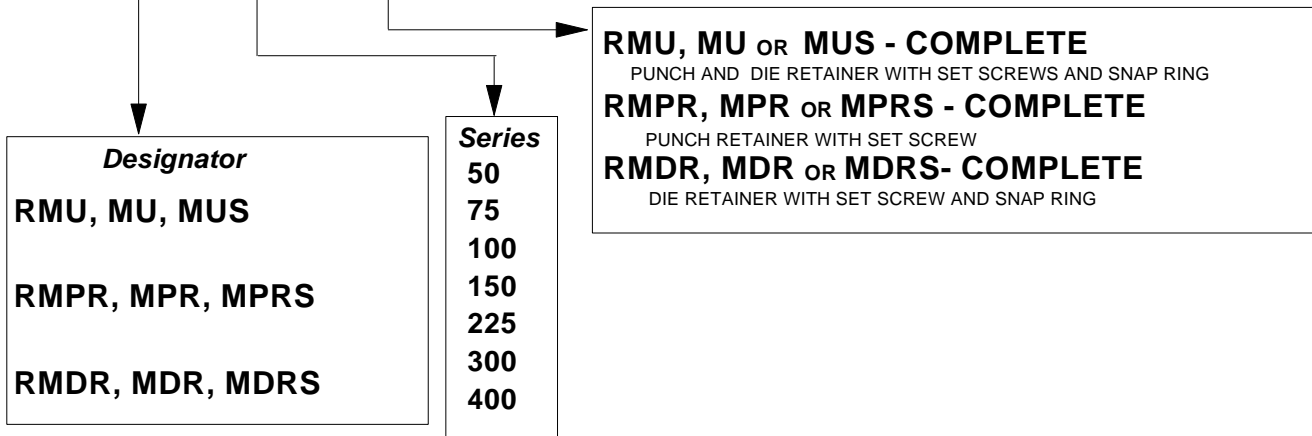 Designator
RMU, MU, MUS
RMPR, MPR, MPRS
RMDR, MDR, MDRS
Series
50
75
100
150
225
300
400
RMU, MU OR MUS - COMPLETE
PUNCH AND DIE RETAINER WITH SET SCREWS AND SNAP RING
RMPR, MPR OR MPRS - COMPLETE
PUNCH RETAINER WITH SET SCREW
RMDR, MDR OR MDRS- COMPLETE
DIE RETAINER WITH SET SCREW AND SNAP RING